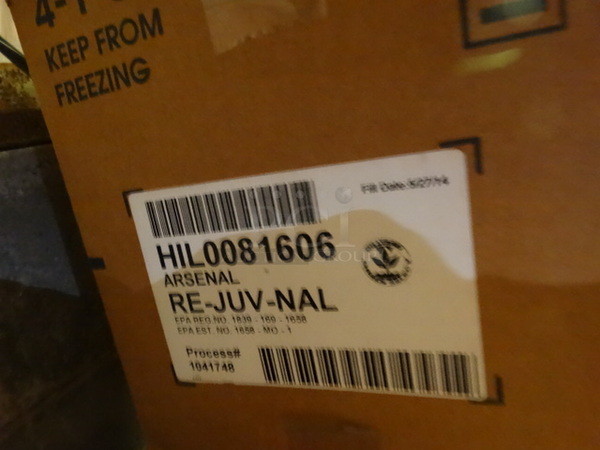 KEEP FROM
FREEZING
Fill Date:5/27/14
HIL0081606
ARSENAL
RE-JUV-NAL
EPA REG.NO. 1839 - 169 - 1658
EPA EST. NO. 1658 - MO - 1
Process#
1041748